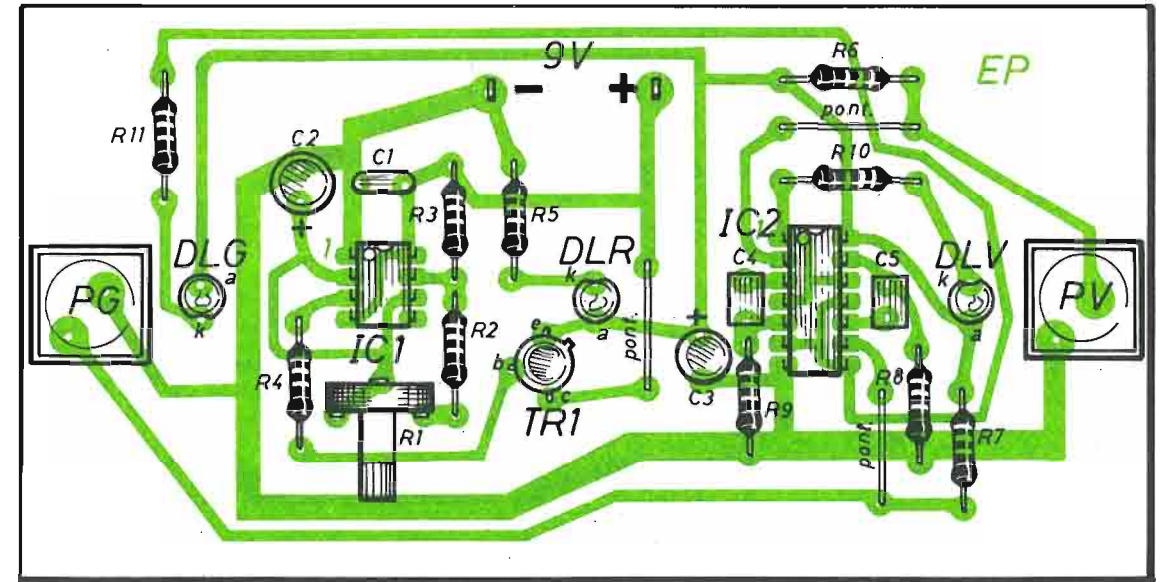 9V
R6
EP
-
+
pont.
R11
C2
C1
R10
R3
R5
IC2
1
DLG
a
DLR
k
C4
C5
DLV
k
PG
PV
k
+
a
pont.
+
a
e
b
c
R2
IC1
R4
TR1
C3
R9
R8
R1
R7
pont.